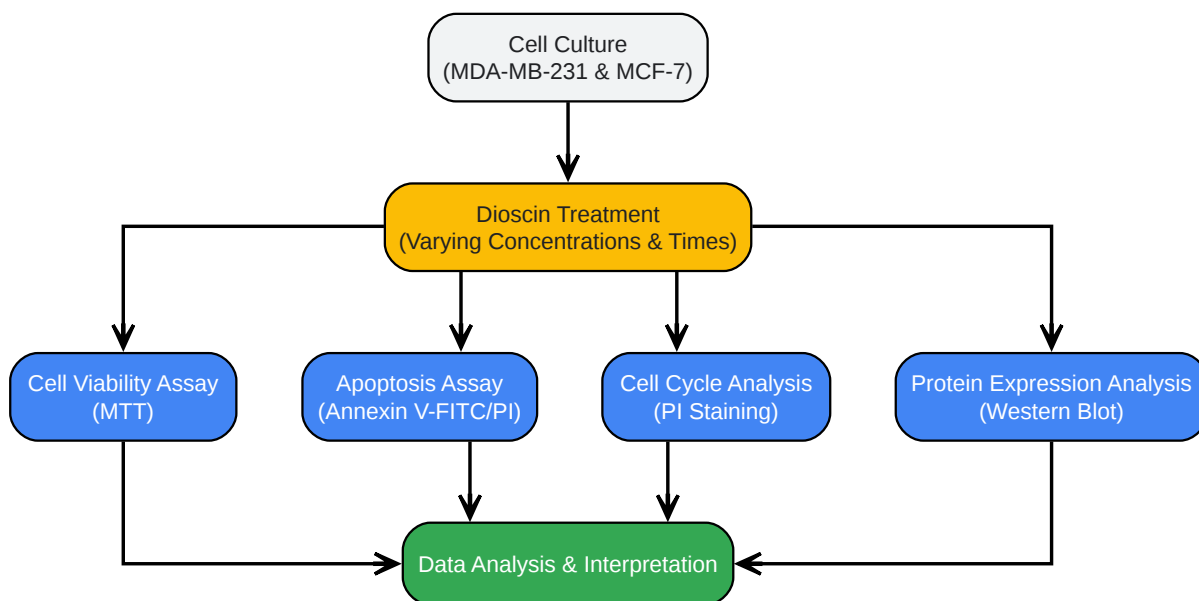 Cell Culture
(MDA-MB-231 & MCF-7)
Dioscin Treatment
(Varying Concentrations & Times)
Cell Viability Assay
(MTT)
Apoptosis Assay
(Annexin V-FITC/PI)
Cell Cycle Analysis
(PI Staining)
Protein Expression Analysis
(Western Blot)
Data Analysis & Interpretation